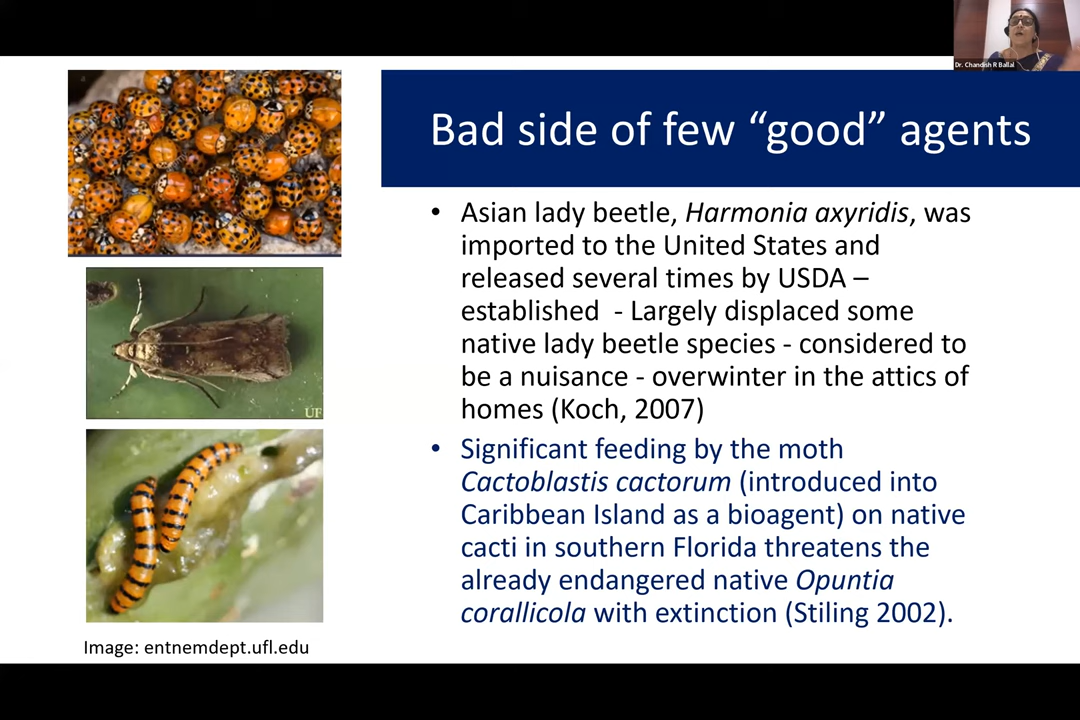 Dr. Chandish R Ballal
Bad side of few “good” agents
• Asian lady beetle, Harmonia axyridis, was
imported to the United States and
released several times by USDA –
established - Largely displaced some
native lady beetle species - considered to
be a nuisance - overwinter in the attics of
homes (Koch, 2007)
• Significant feeding by the moth
Cactoblastis cactorum (introduced into
Caribbean Island as a bioagent) on native
cacti in southern Florida threatens the
already endangered native Opuntia
corallicola with extinction (Stiling 2002).
UF
Image: entnemdept.ufl.edu